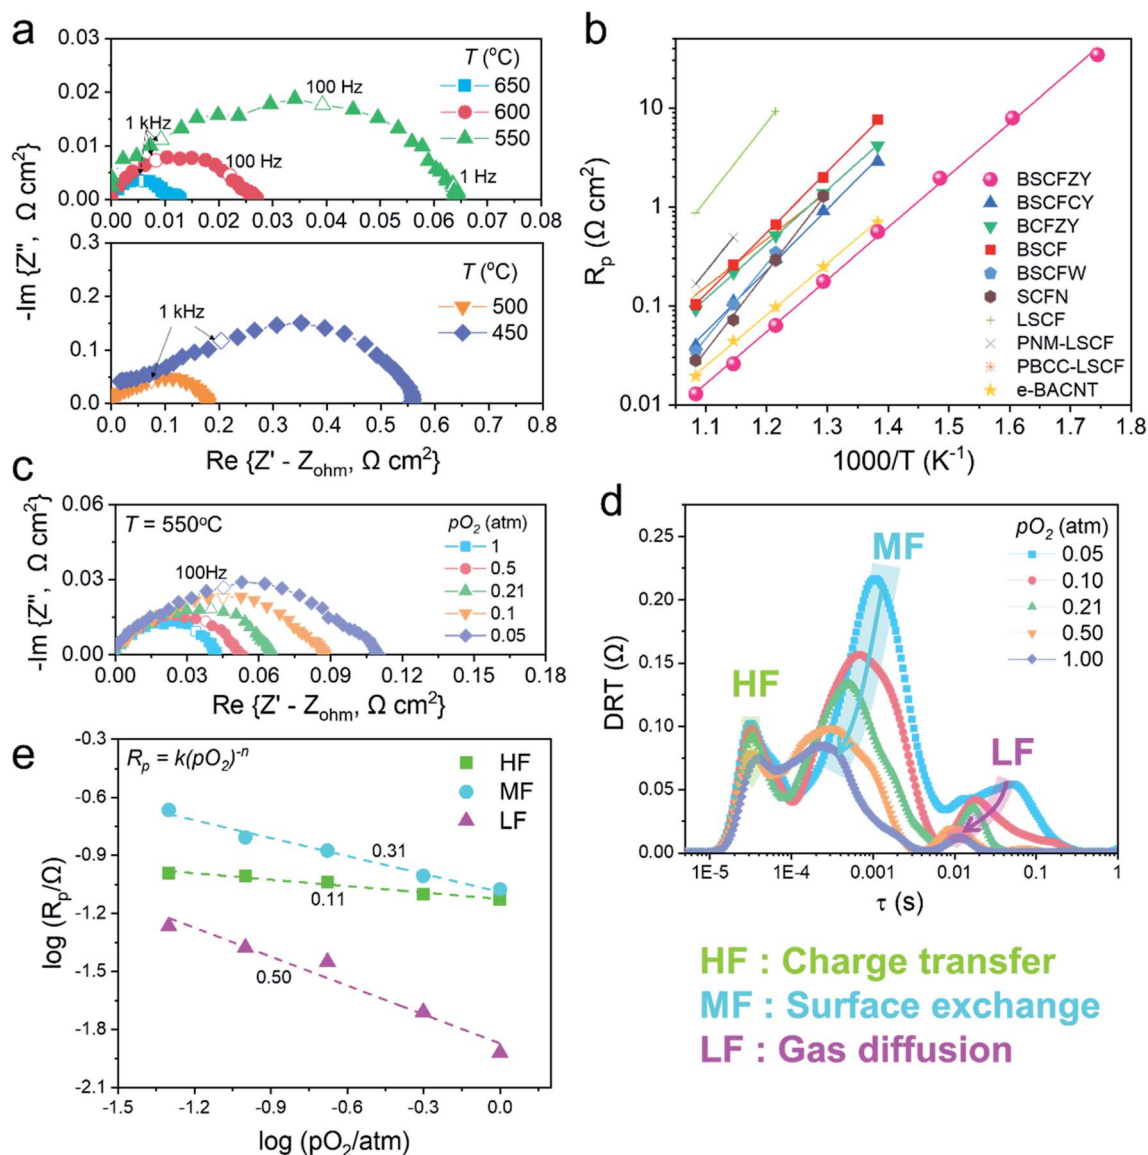 a
-Im {Z'', Ω cm²}
0.03
0.02
0.01
0.00
T (°C)
650
600
550
1 kHz
100 Hz
100 Hz
1 Hz
0.00 0.01 0.02 0.03 0.04 0.05 0.06 0.07 0.08
0.3
0.2
0.1
0.0
T (°C)
500
450
1 kHz
0.0 0.1 0.2 0.3 0.4 0.5 0.6 0.7 0.8
Re {Z' - Zohm, Ω cm²}
b
Rp (Ω cm²)
10
1
0.1
0.01
BSCFZY
BSCFCY
BCFZY
BSCF
BSCFW
SCFN
LSCF
PNM-LSCF
PBCC-LSCF
e-BACNT
1.1 1.2 1.3 1.4 1.5 1.6 1.7 1.8
1000/T (K⁻¹)
c
-Im {Z'', Ω cm²}
0.06
0.03
0.00
T = 550°C
100Hz
pO₂ (atm)
1
0.5
0.21
0.1
0.05
0.00 0.03 0.06 0.09 0.12 0.15 0.18
Re {Z' - Zohm, Ω cm²}
d
DRT (Ω)
0.25
0.20
0.15
0.10
0.05
0.00
HF
MF
LF
pO₂ (atm)
0.05
0.10
0.21
0.50
1.00
1E-5 1E-4 0.001 0.01 0.1 1
τ (s)
HF : Charge transfer
MF : Surface exchange
LF : Gas diffusion
e
log (Rp/Ω)
-0.3
-0.6
-0.9
-1.2
-1.5
-1.8
-2.1
Rp = k(pO₂)⁻ⁿ
HF
MF
LF
0.31
0.11
0.50
-1.5 -1.2 -0.9 -0.6 -0.3 0.0
log (pO₂/atm)